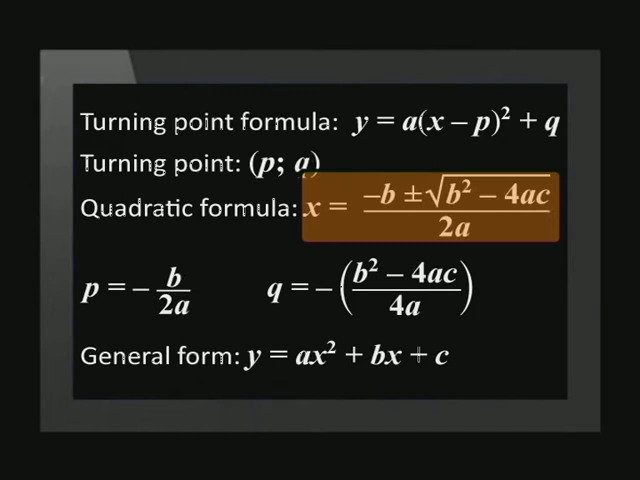 Turning point formula: y = a(x – p)² + q
Turning point: (p; q)
Quadratic formula: x = (–b ± √(b² – 4ac)) / 2a
p = – b/2a    q = – ((b² – 4ac)/4a)
General form: y = ax² + bx + c